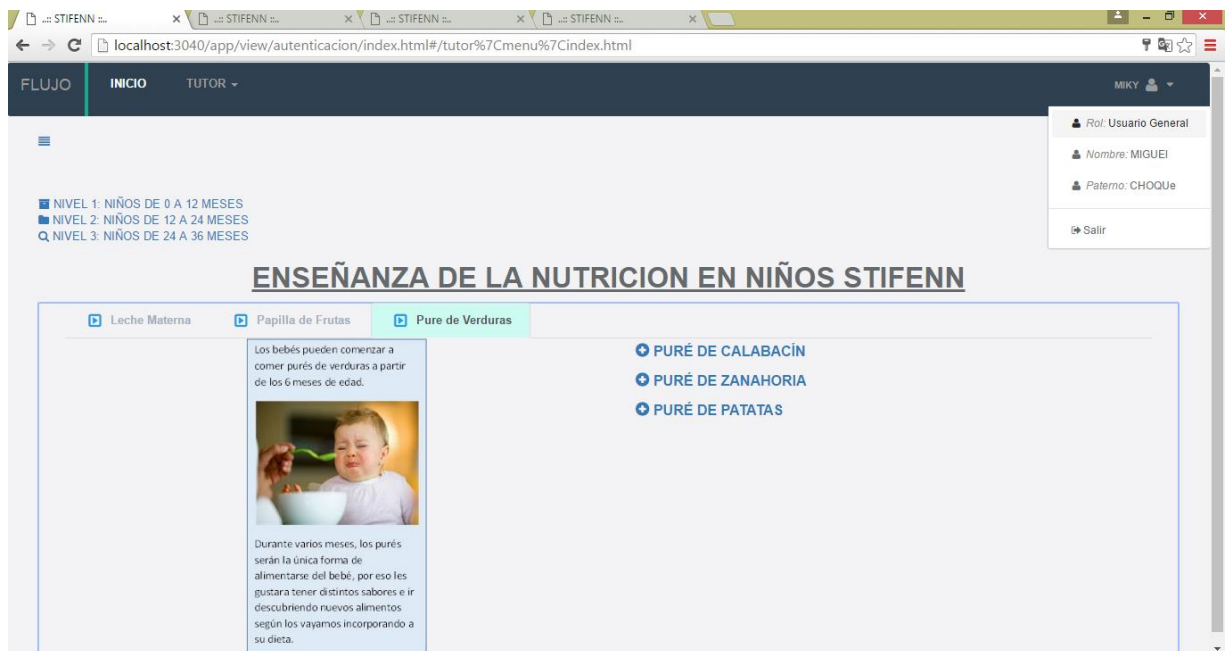 ..:: STIFENN ::.. ..:: STIFENN ::.. ..:: STIFENN ::.. ..:: STIFENN ::..
localhost:3040/app/view/autenticacion/index.html#/tutor%7Cmenu%7Cindex.html
FLUJO INICIO TUTOR MIKY
Rol: Usuario General
Nombre: MIGUEl
Paterno: CHOQUe
Salir
NIVEL 1: NIÑOS DE 0 A 12 MESES
NIVEL 2: NIÑOS DE 12 A 24 MESES
NIVEL 3: NIÑOS DE 24 A 36 MESES
ENSEÑANZA DE LA NUTRICION EN NIÑOS STIFENN
Leche Materna Papilla de Frutas Pure de Verduras
Los bebés pueden comenzar a
comer purés de verduras a partir
de los 6 meses de edad.
Durante varios meses, los purés
serán la única forma de
alimentarse del bebé, por eso les
gustara tener distintos sabores e ir
descubriendo nuevos alimentos
según los vayamos incorporando a
su dieta.
PURÉ DE CALABACÍN
PURÉ DE ZANAHORIA
PURÉ DE PATATAS